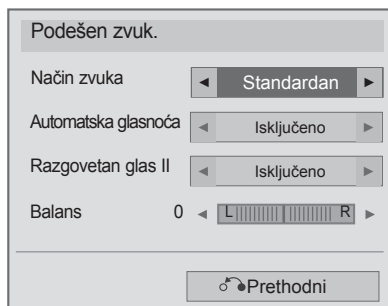 Podešen zvuk.
Način zvuka ◄ Standardan ►
Automatska glasnoća ◄ Isključeno ►
Razgovetan glas II ◄ Isključeno ►
Balans 0 ◄ L R ►
Prethodni